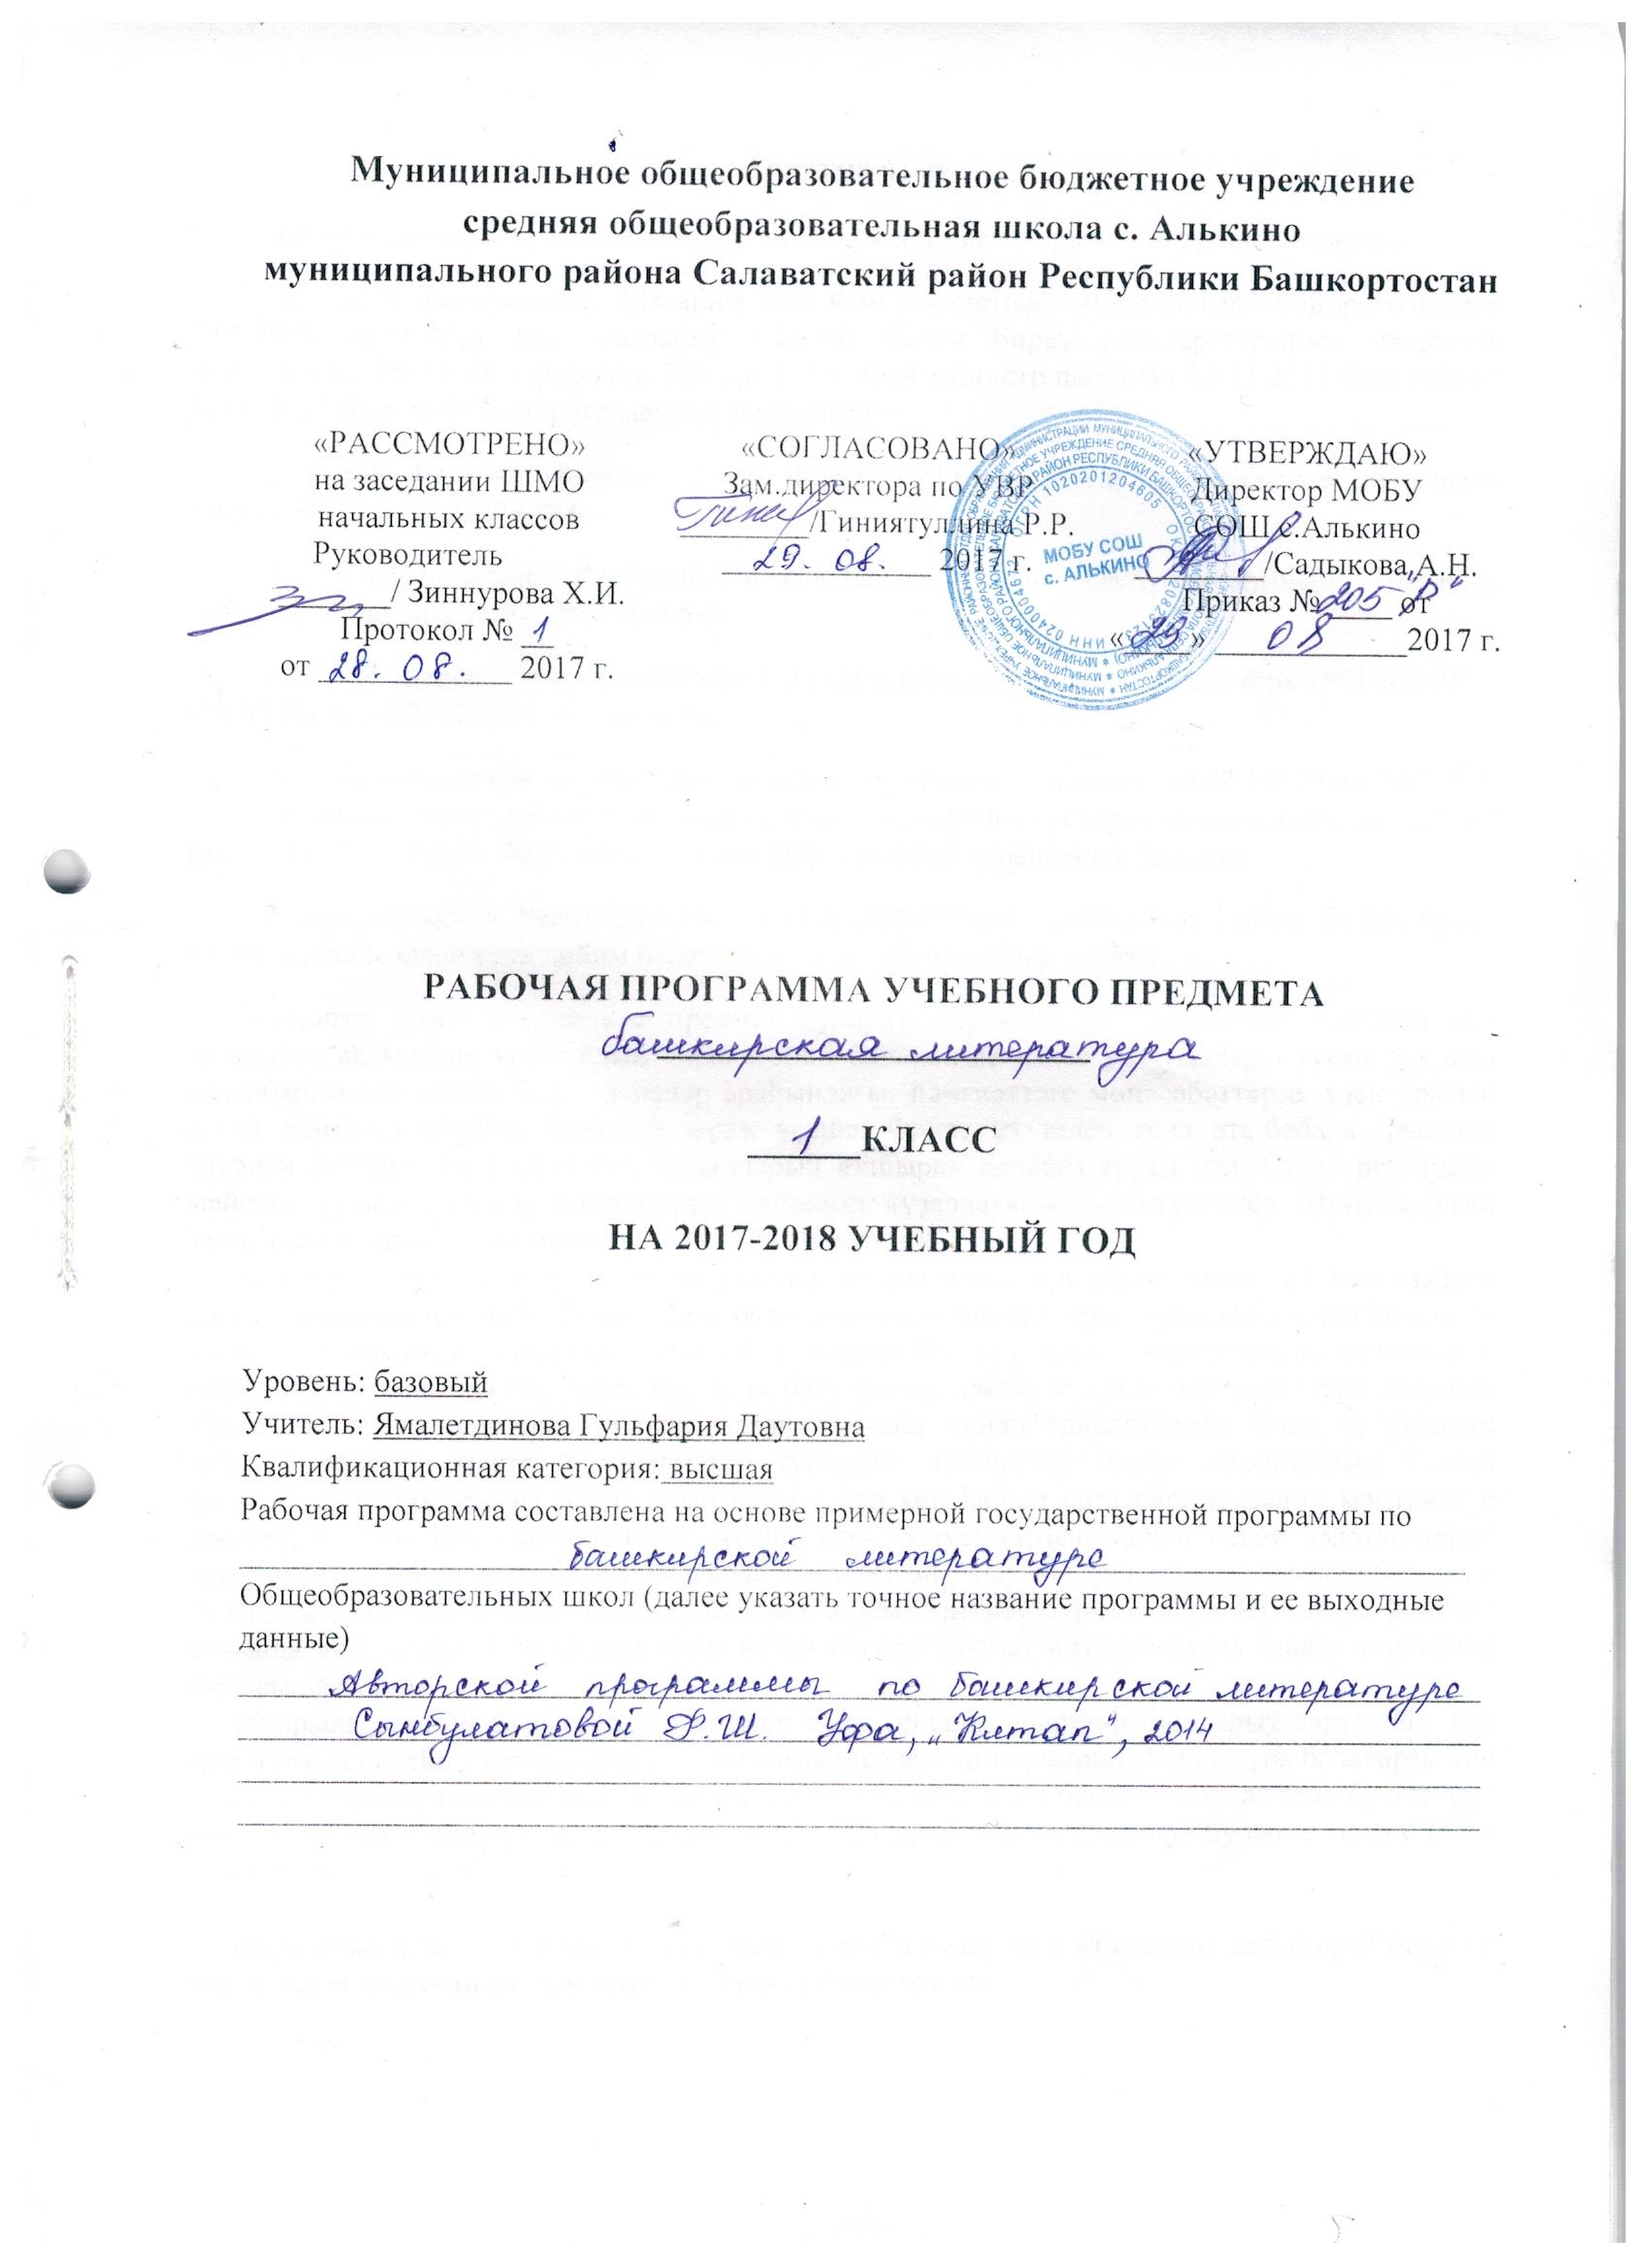 Муниципальное общеобразовательное бюджетное учреждение
средняя общеобразовательная школа с. Алькино
муниципального района Салаватский район Республики Башкортостан
«РАССМОТРЕНО»
на заседании ШМО
начальных классов
Руководитель
/ Зиннурова Х.И.
Протокол № 1
от 28. 08. 2017 г.
«СОГЛАСОВАНО»
Зам.директора по УВР
/Гиниятуллина Р.Р.
29. 08. 2017 г.
«УТВЕРЖДАЮ»
Директор МОБУ
СОШ с.Алькино
/Садыкова,А.Н.
Приказ № 205 "Р" от
«29» 08 2017 г.
ОГРН 1020201204605
МОБУ СОШ
с. АЛЬКИНО
РАБОЧАЯ ПРОГРАММА УЧЕБНОГО ПРЕДМЕТА
башкирская литература
1 КЛАСС
НА 2017-2018 УЧЕБНЫЙ ГОД
Уровень: базовый
Учитель: Ямалетдинова Гульфария Даутовна
Квалификационная категория: высшая
Рабочая программа составлена на основе примерной государственной программы по
башкирской литературе
Общеобразовательных школ (далее указать точное название программы и ее выходные
данные)
Авторской программы по башкирской литературе
Сынбулатовой Ф.Ш. Уфа, „Китап", 2014